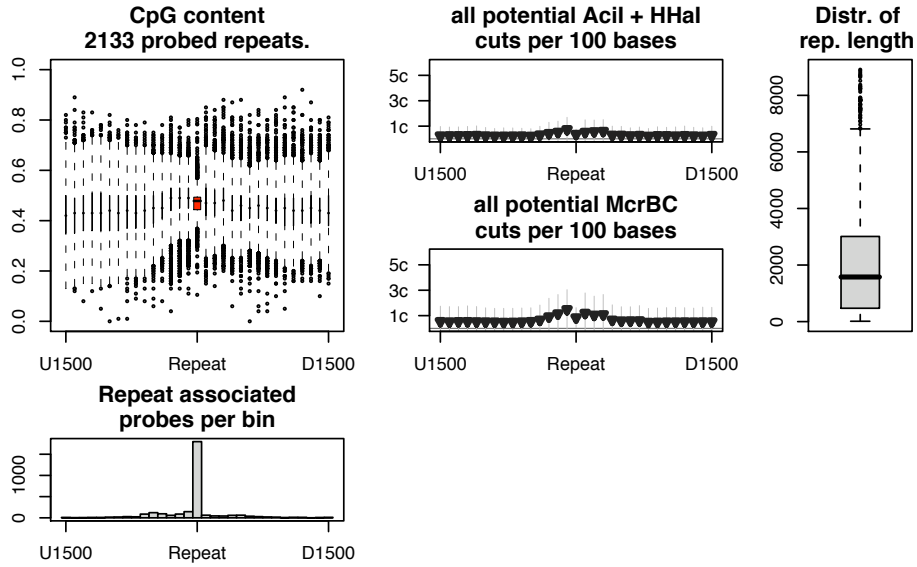 CpG content
2133 probed repeats.
1.0
0.8
0.6
0.4
0.2
0.0
U1500
Repeat
D1500
all potential AciI + HHaI
cuts per 100 bases
5c
3c
1c
U1500
Repeat
D1500
all potential McrBC
cuts per 100 bases
5c
3c
1c
U1500
Repeat
D1500
Distr. of
rep. length
8000
6000
4000
2000
0
Repeat associated
probes per bin
1000
0
U1500
Repeat
D1500